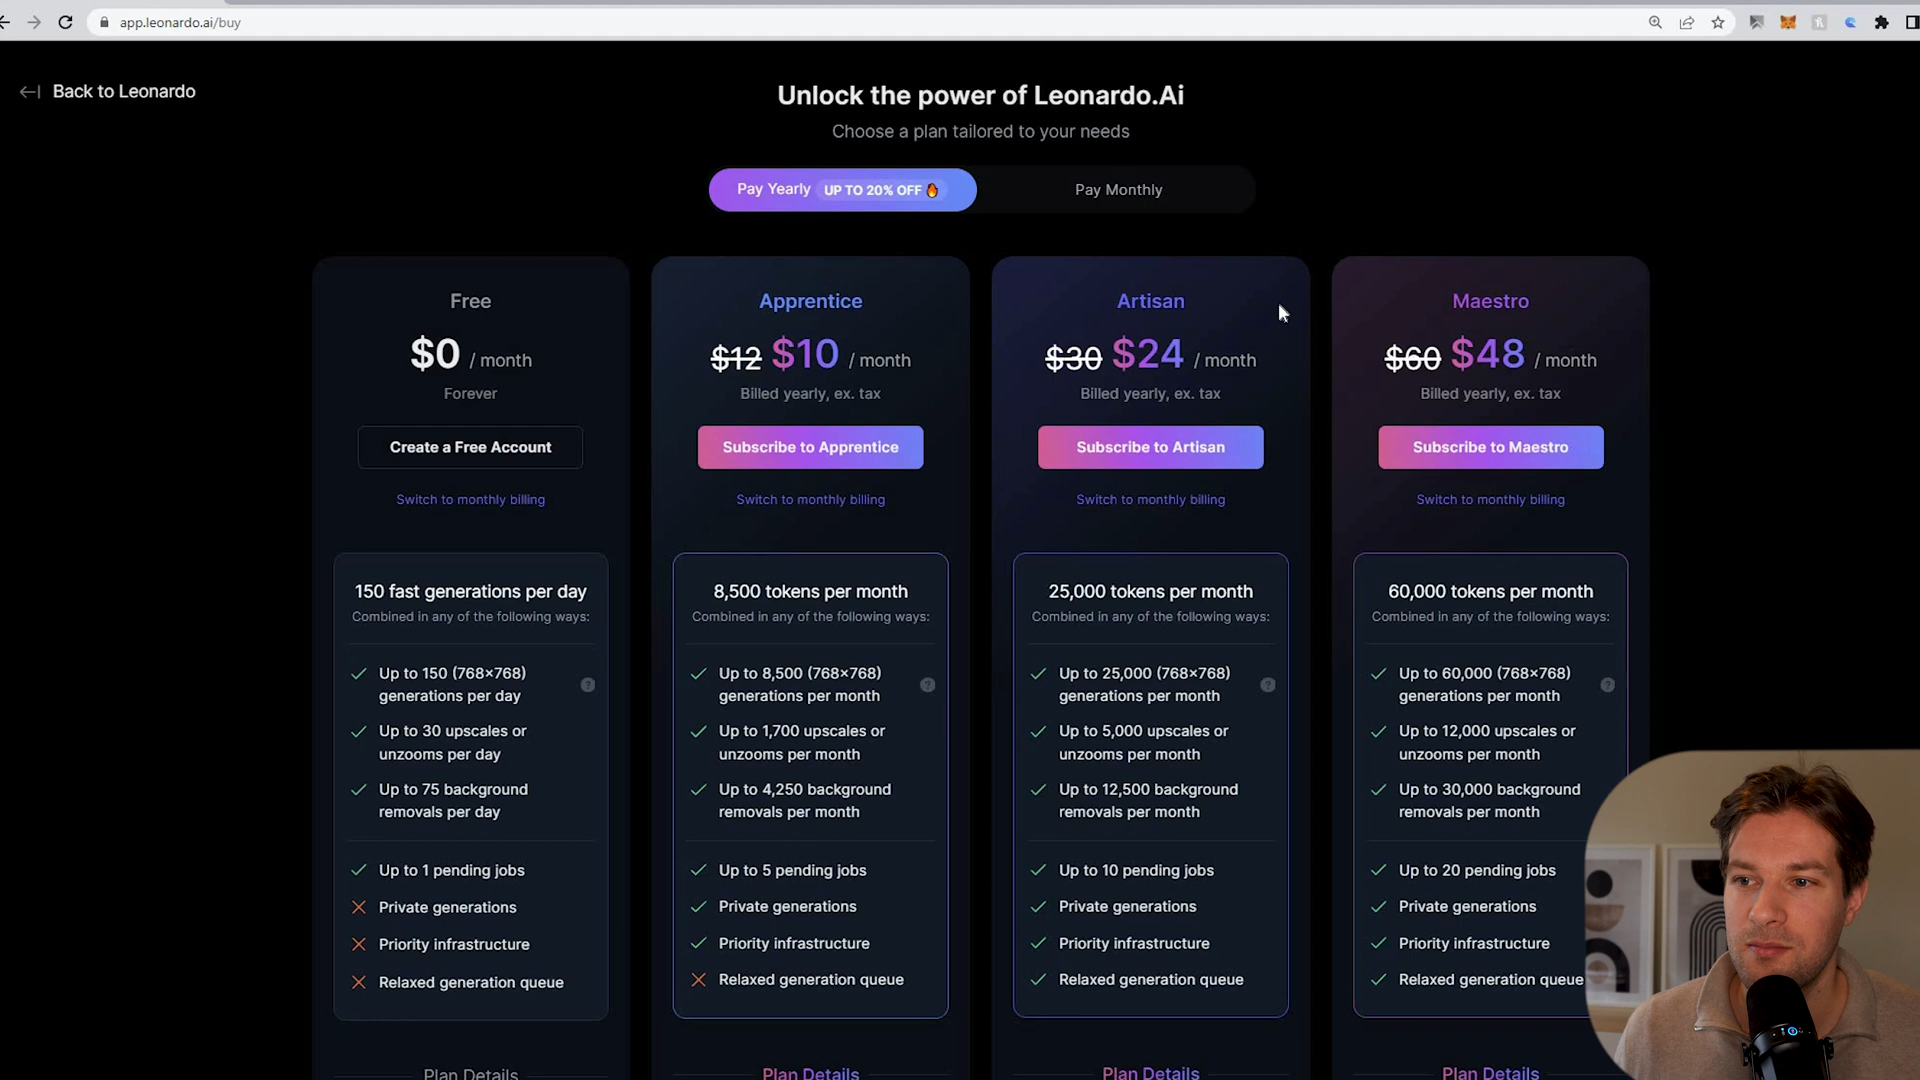 app.leonardo.ai/buy
Back to Leonardo
Unlock the power of Leonardo.Ai
Choose a plan tailored to your needs
Pay Yearly UP TO 20% OFF 🔥
Pay Monthly
Free
$0 / month
Forever
Create a Free Account
Switch to monthly billing
150 fast generations per day
Combined in any of the following ways:
Up to 150 (768×768)
generations per day
?
Up to 30 upscales or
unzooms per day
Up to 75 background
removals per day
Up to 1 pending jobs
Private generations
Priority infrastructure
Relaxed generation queue
Plan Details
Apprentice
$12 $10 / month
Billed yearly, ex. tax
Subscribe to Apprentice
Switch to monthly billing
8,500 tokens per month
Combined in any of the following ways:
Up to 8,500 (768×768)
generations per month
?
Up to 1,700 upscales or
unzooms per month
Up to 4,250 background
removals per month
Up to 5 pending jobs
Private generations
Priority infrastructure
Relaxed generation queue
Plan Details
Artisan
$30 $24 / month
Billed yearly, ex. tax
Subscribe to Artisan
Switch to monthly billing
25,000 tokens per month
Combined in any of the following ways:
Up to 25,000 (768×768)
generations per month
?
Up to 5,000 upscales or
unzooms per month
Up to 12,500 background
removals per month
Up to 10 pending jobs
Private generations
Priority infrastructure
Relaxed generation queue
Plan Details
Maestro
$60 $48 / month
Billed yearly, ex. tax
Subscribe to Maestro
Switch to monthly billing
60,000 tokens per month
Combined in any of the following ways:
Up to 60,000 (768×768)
generations per month
?
Up to 12,000 upscales or
unzooms per month
Up to 30,000 background
removals per month
Up to 20 pending jobs
Private generations
Priority infrastructure
Relaxed generation queue
Plan Details